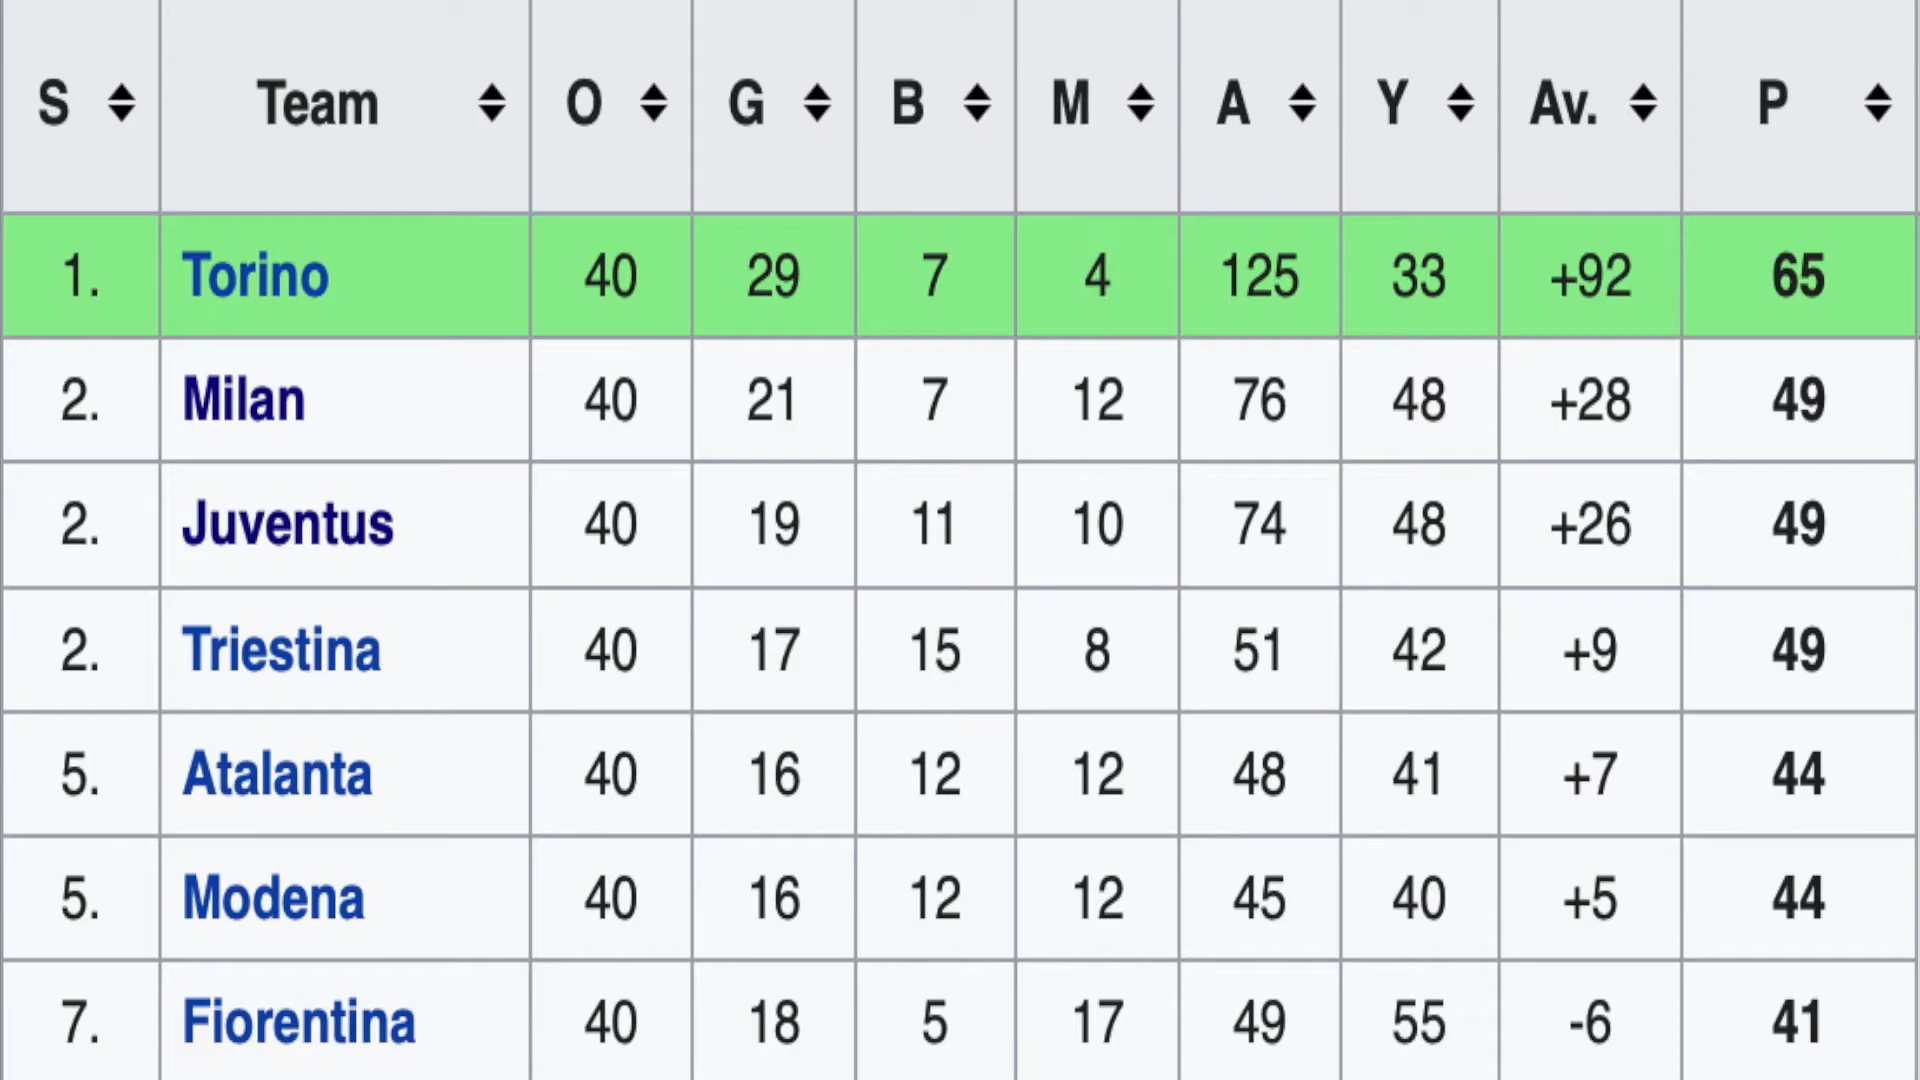 S Team O G B M A Y Av. P
1. Torino 40 29 7 4 125 33 +92 65
2. Milan 40 21 7 12 76 48 +28 49
2. Juventus 40 19 11 10 74 48 +26 49
2. Triestina 40 17 15 8 51 42 +9 49
5. Atalanta 40 16 12 12 48 41 +7 44
5. Modena 40 16 12 12 45 40 +5 44
7. Fiorentina 40 18 5 17 49 55 -6 41